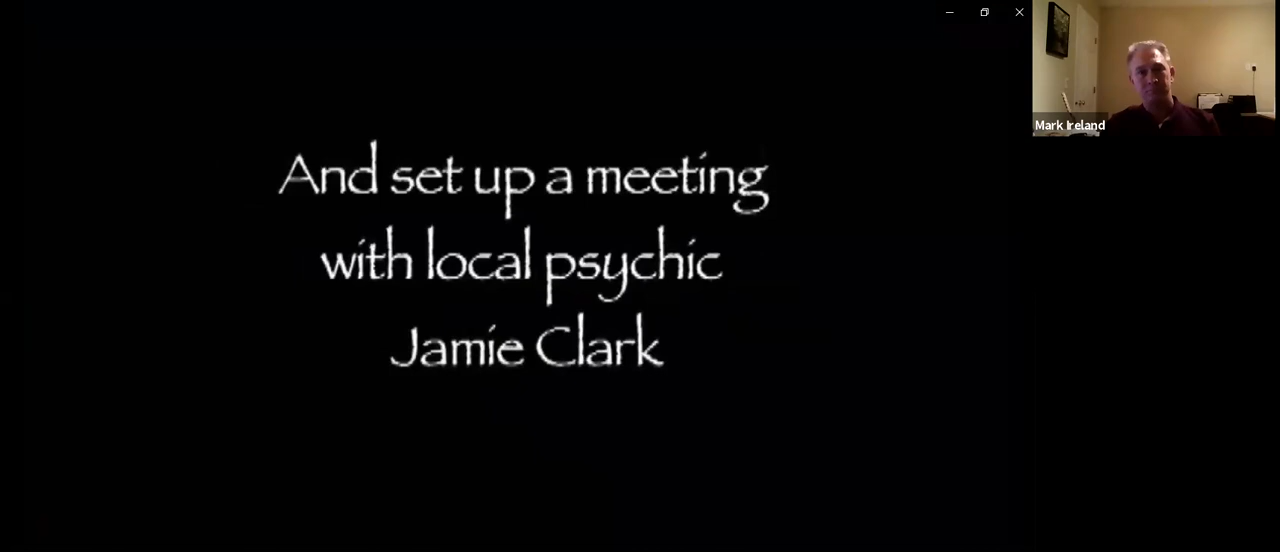 And set up a meeting
with local psychic
Jamie Clark
Mark Ireland